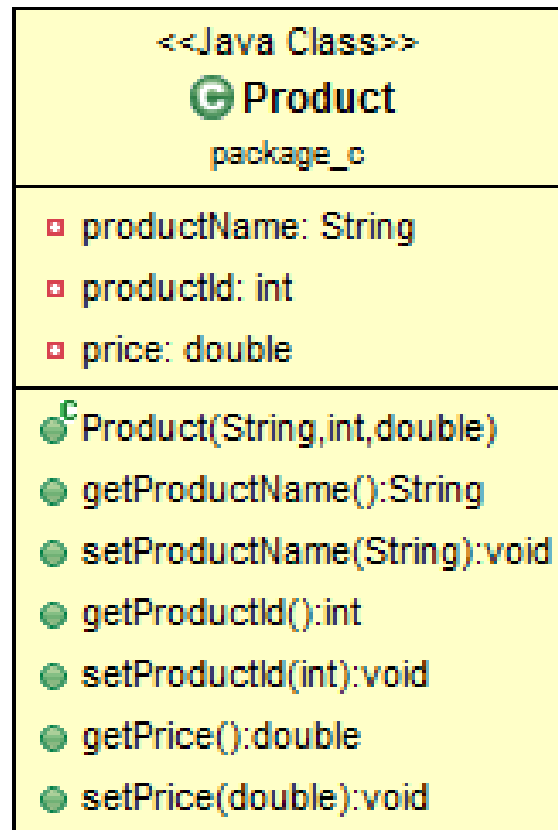 <<Java Class>>
C Product
package_c
productName: String
productId: int
price: double
C Product(String,int,double)
getProductName():String
setProductName(String):void
getProductId():int
setProductId(int):void
getPrice():double
setPrice(double):void